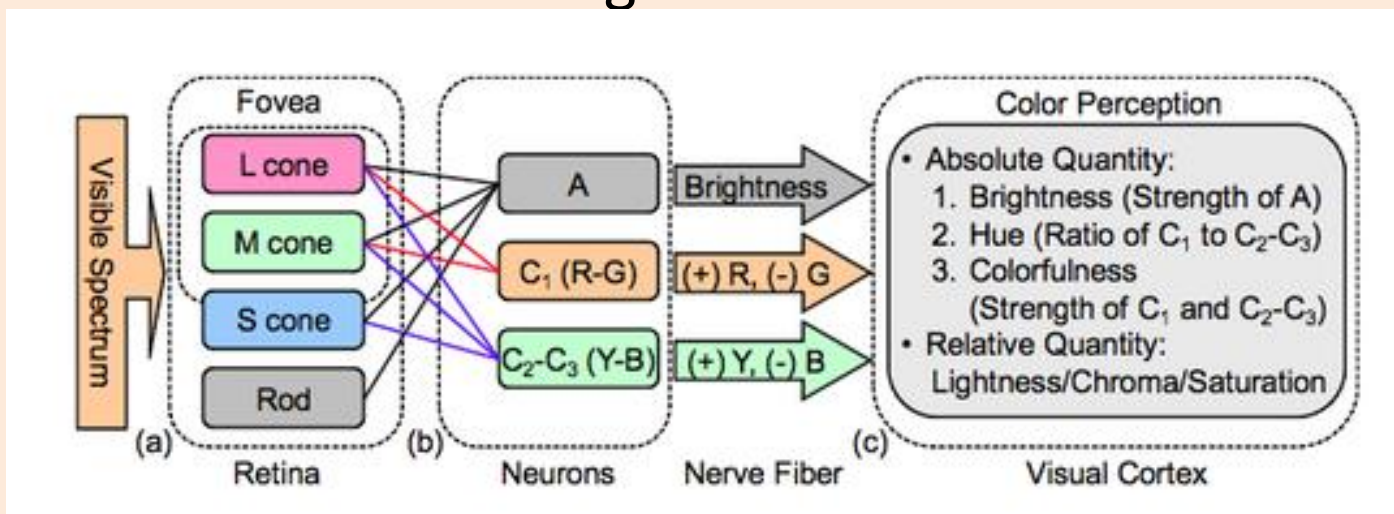 Fovea
L cone
M cone
S cone
Rod
Visible Spectrum
(a)
Retina
A
C₁ (R-G)
C₂-C₃ (Y-B)
(b)
Neurons
Brightness
(+) R, (-) G
(+) Y, (-) B
Nerve Fiber
(c)
Color Perception
• Absolute Quantity:
1. Brightness (Strength of A)
2. Hue (Ratio of C₁ to C₂-C₃)
3. Colorfulness
(Strength of C₁ and C₂-C₃)
• Relative Quantity:
Lightness/Chroma/Saturation
Visual Cortex